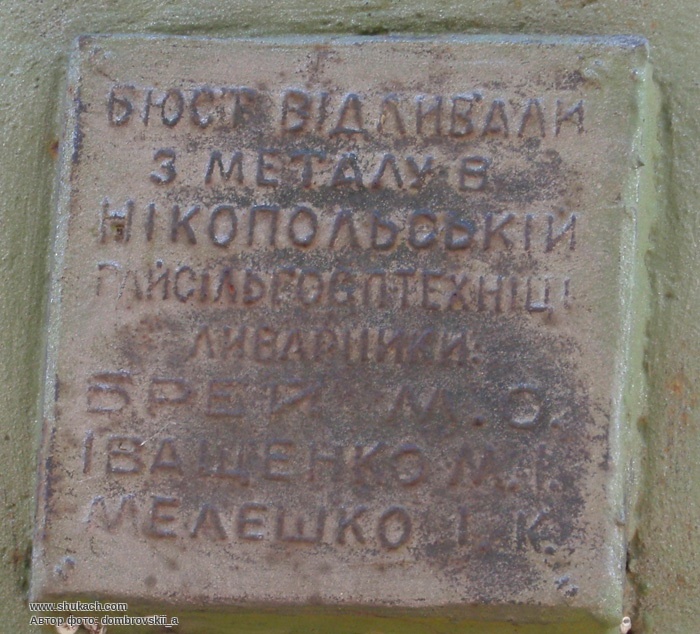 БЮСТ ВІДЛИВАЛИ
З МЕТАЛУ В
НІКОПОЛЬСЬКІЙ
РАЙСІЛЬГОСПТЕХНІЦІ
ЛИВАРНИКИ:
БРЕЙ М. О.
ІВАЩЕНКО М. І.
МЕЛЕШКО І. К.
www.shukach.com
Автор фото: dombrovskii_a